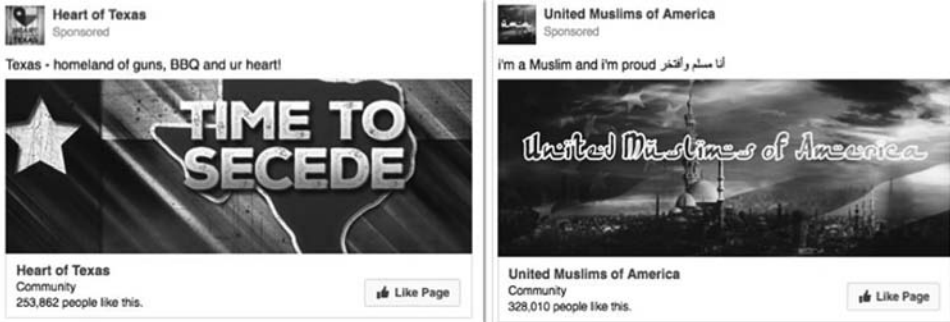 Heart of Texas
Sponsored
Texas - homeland of guns, BBQ and ur heart!
TIME TO
SECEDE
Heart of Texas
Community
253,862 people like this.
Like Page
United Muslims of America
Sponsored
i'm a Muslim and i'm proud أنا مسلم وأفتخر
United Muslims of America
United Muslims of America
Community
328,010 people like this.
Like Page